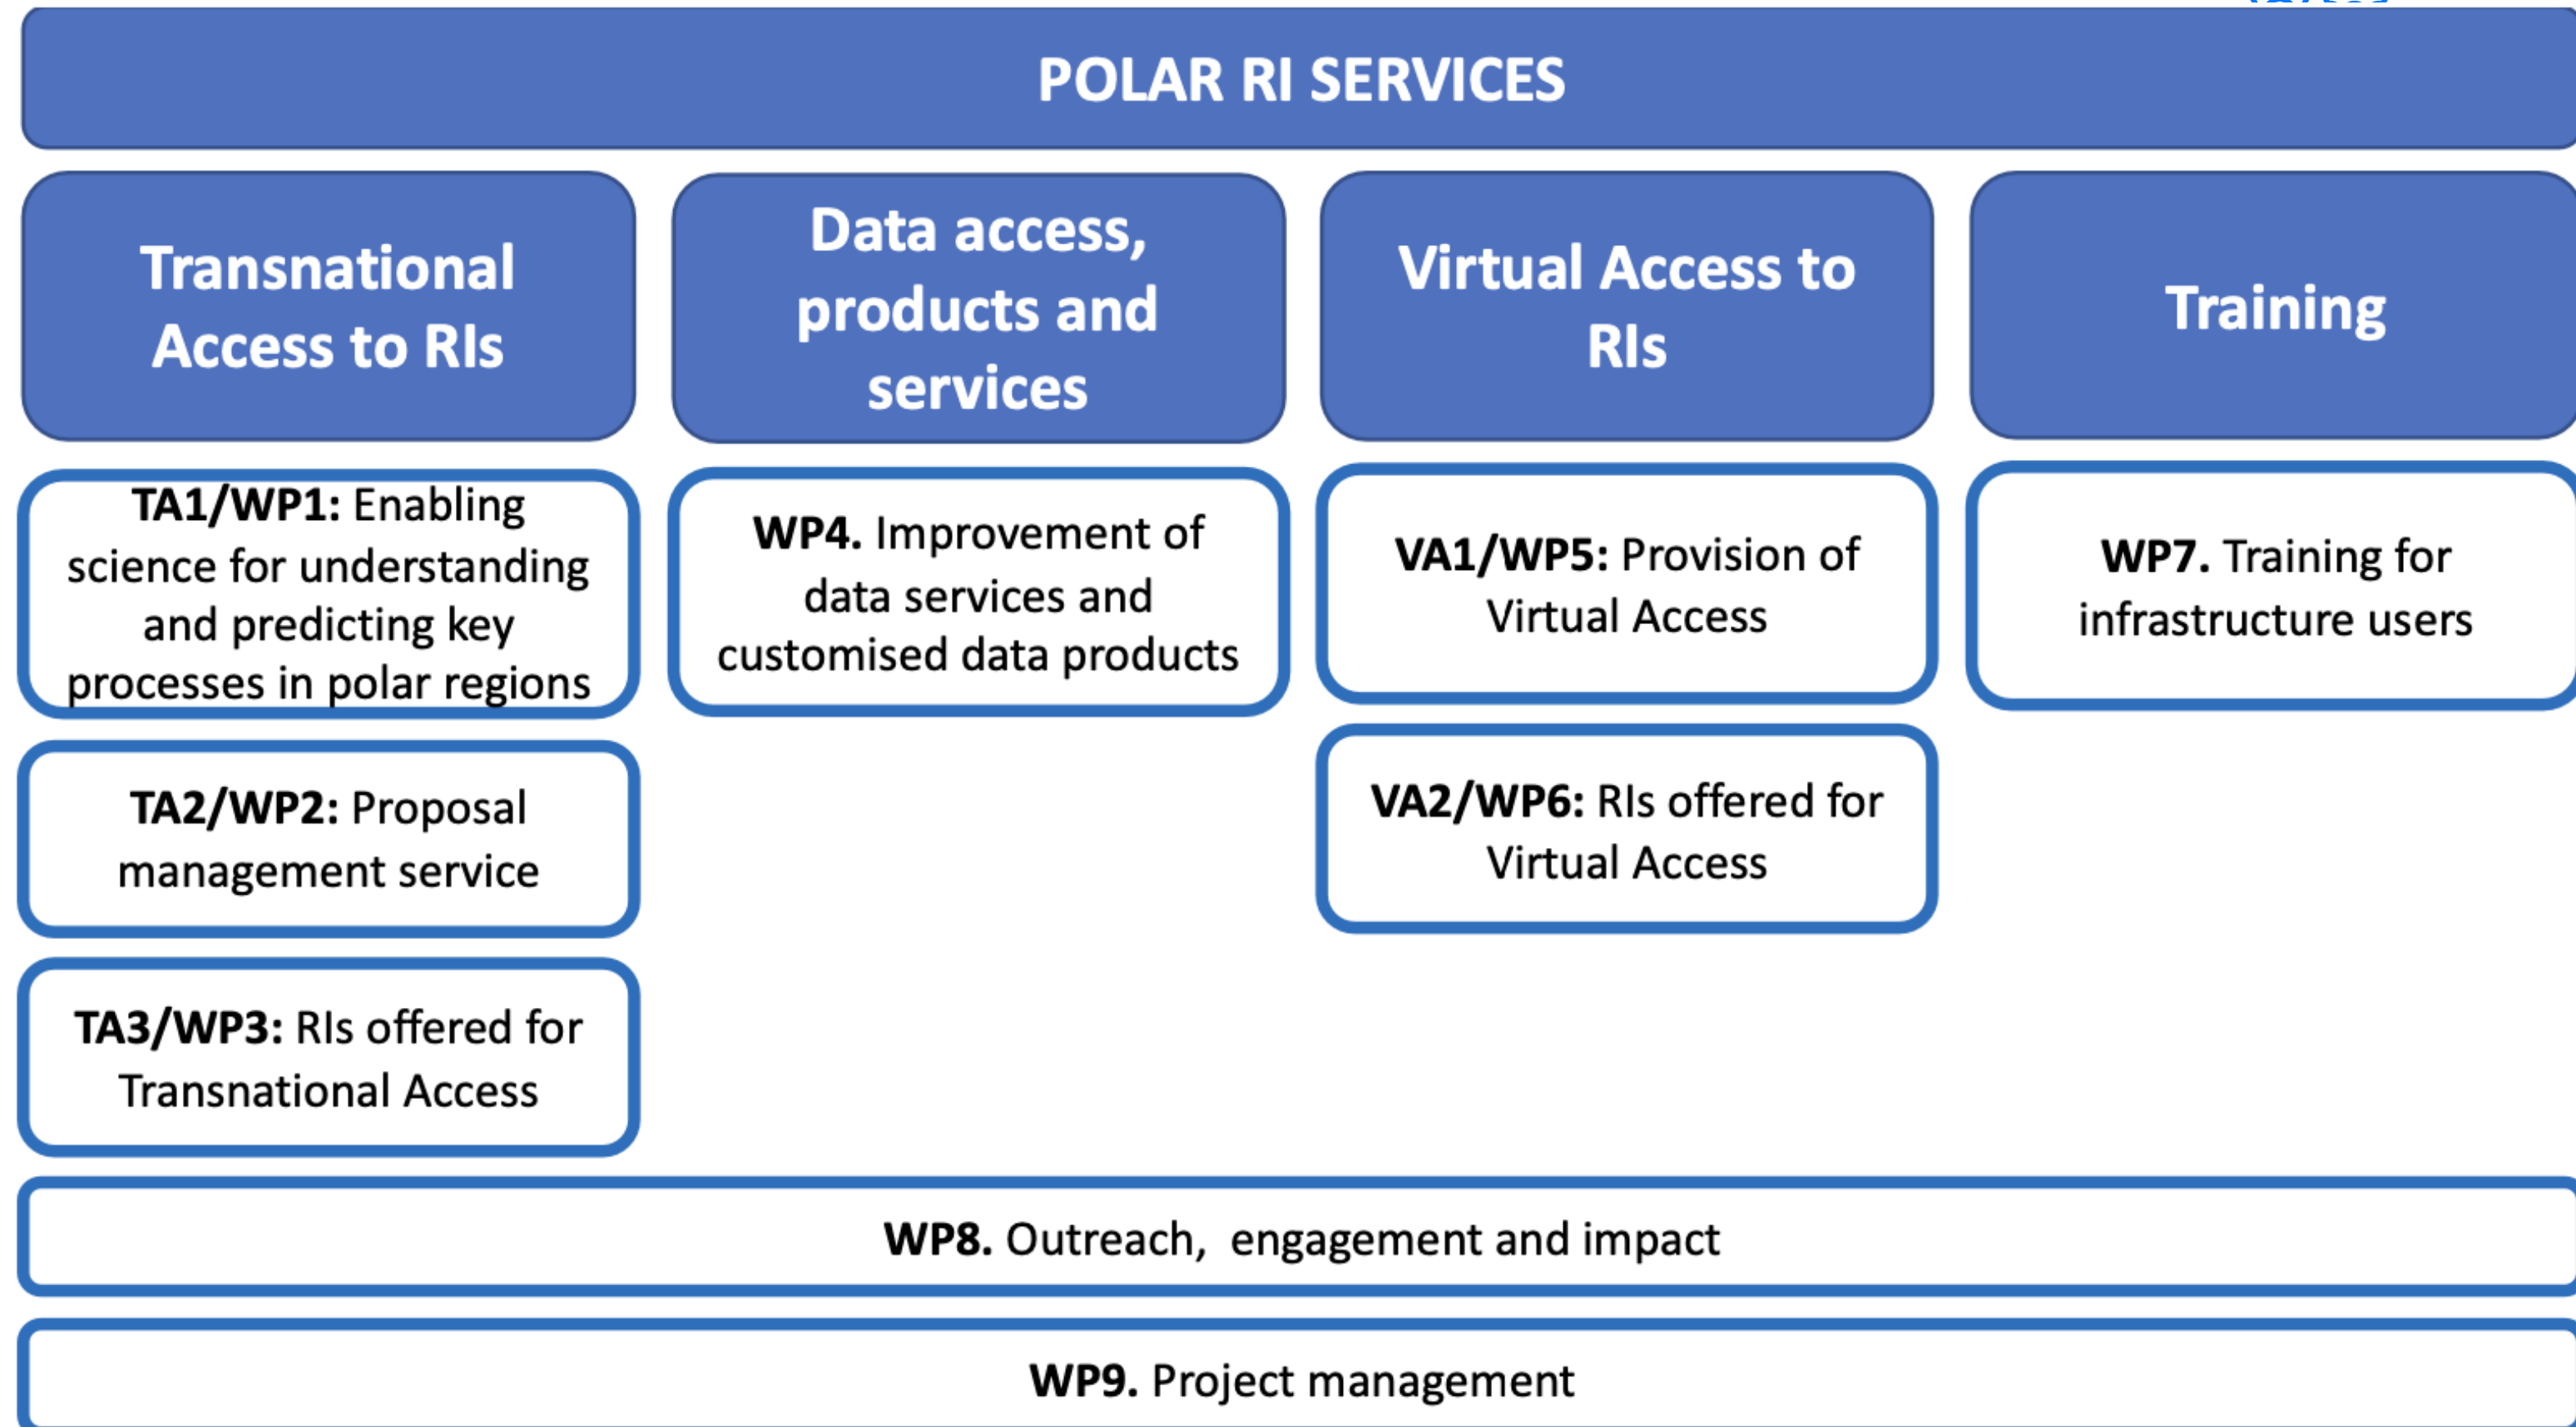 POLAR RI SERVICES
Transnational
Access to RIs
Data access,
products and
services
Virtual Access to
RIs
Training
TA1/WP1: Enabling
science for understanding
and predicting key
processes in polar regions
TA2/WP2: Proposal
management service
TA3/WP3: RIs offered for
Transnational Access
WP4. Improvement of
data services and
customised data products
VA1/WP5: Provision of
Virtual Access
VA2/WP6: RIs offered for
Virtual Access
WP7. Training for
infrastructure users
WP8. Outreach,  engagement and impact
WP9. Project management